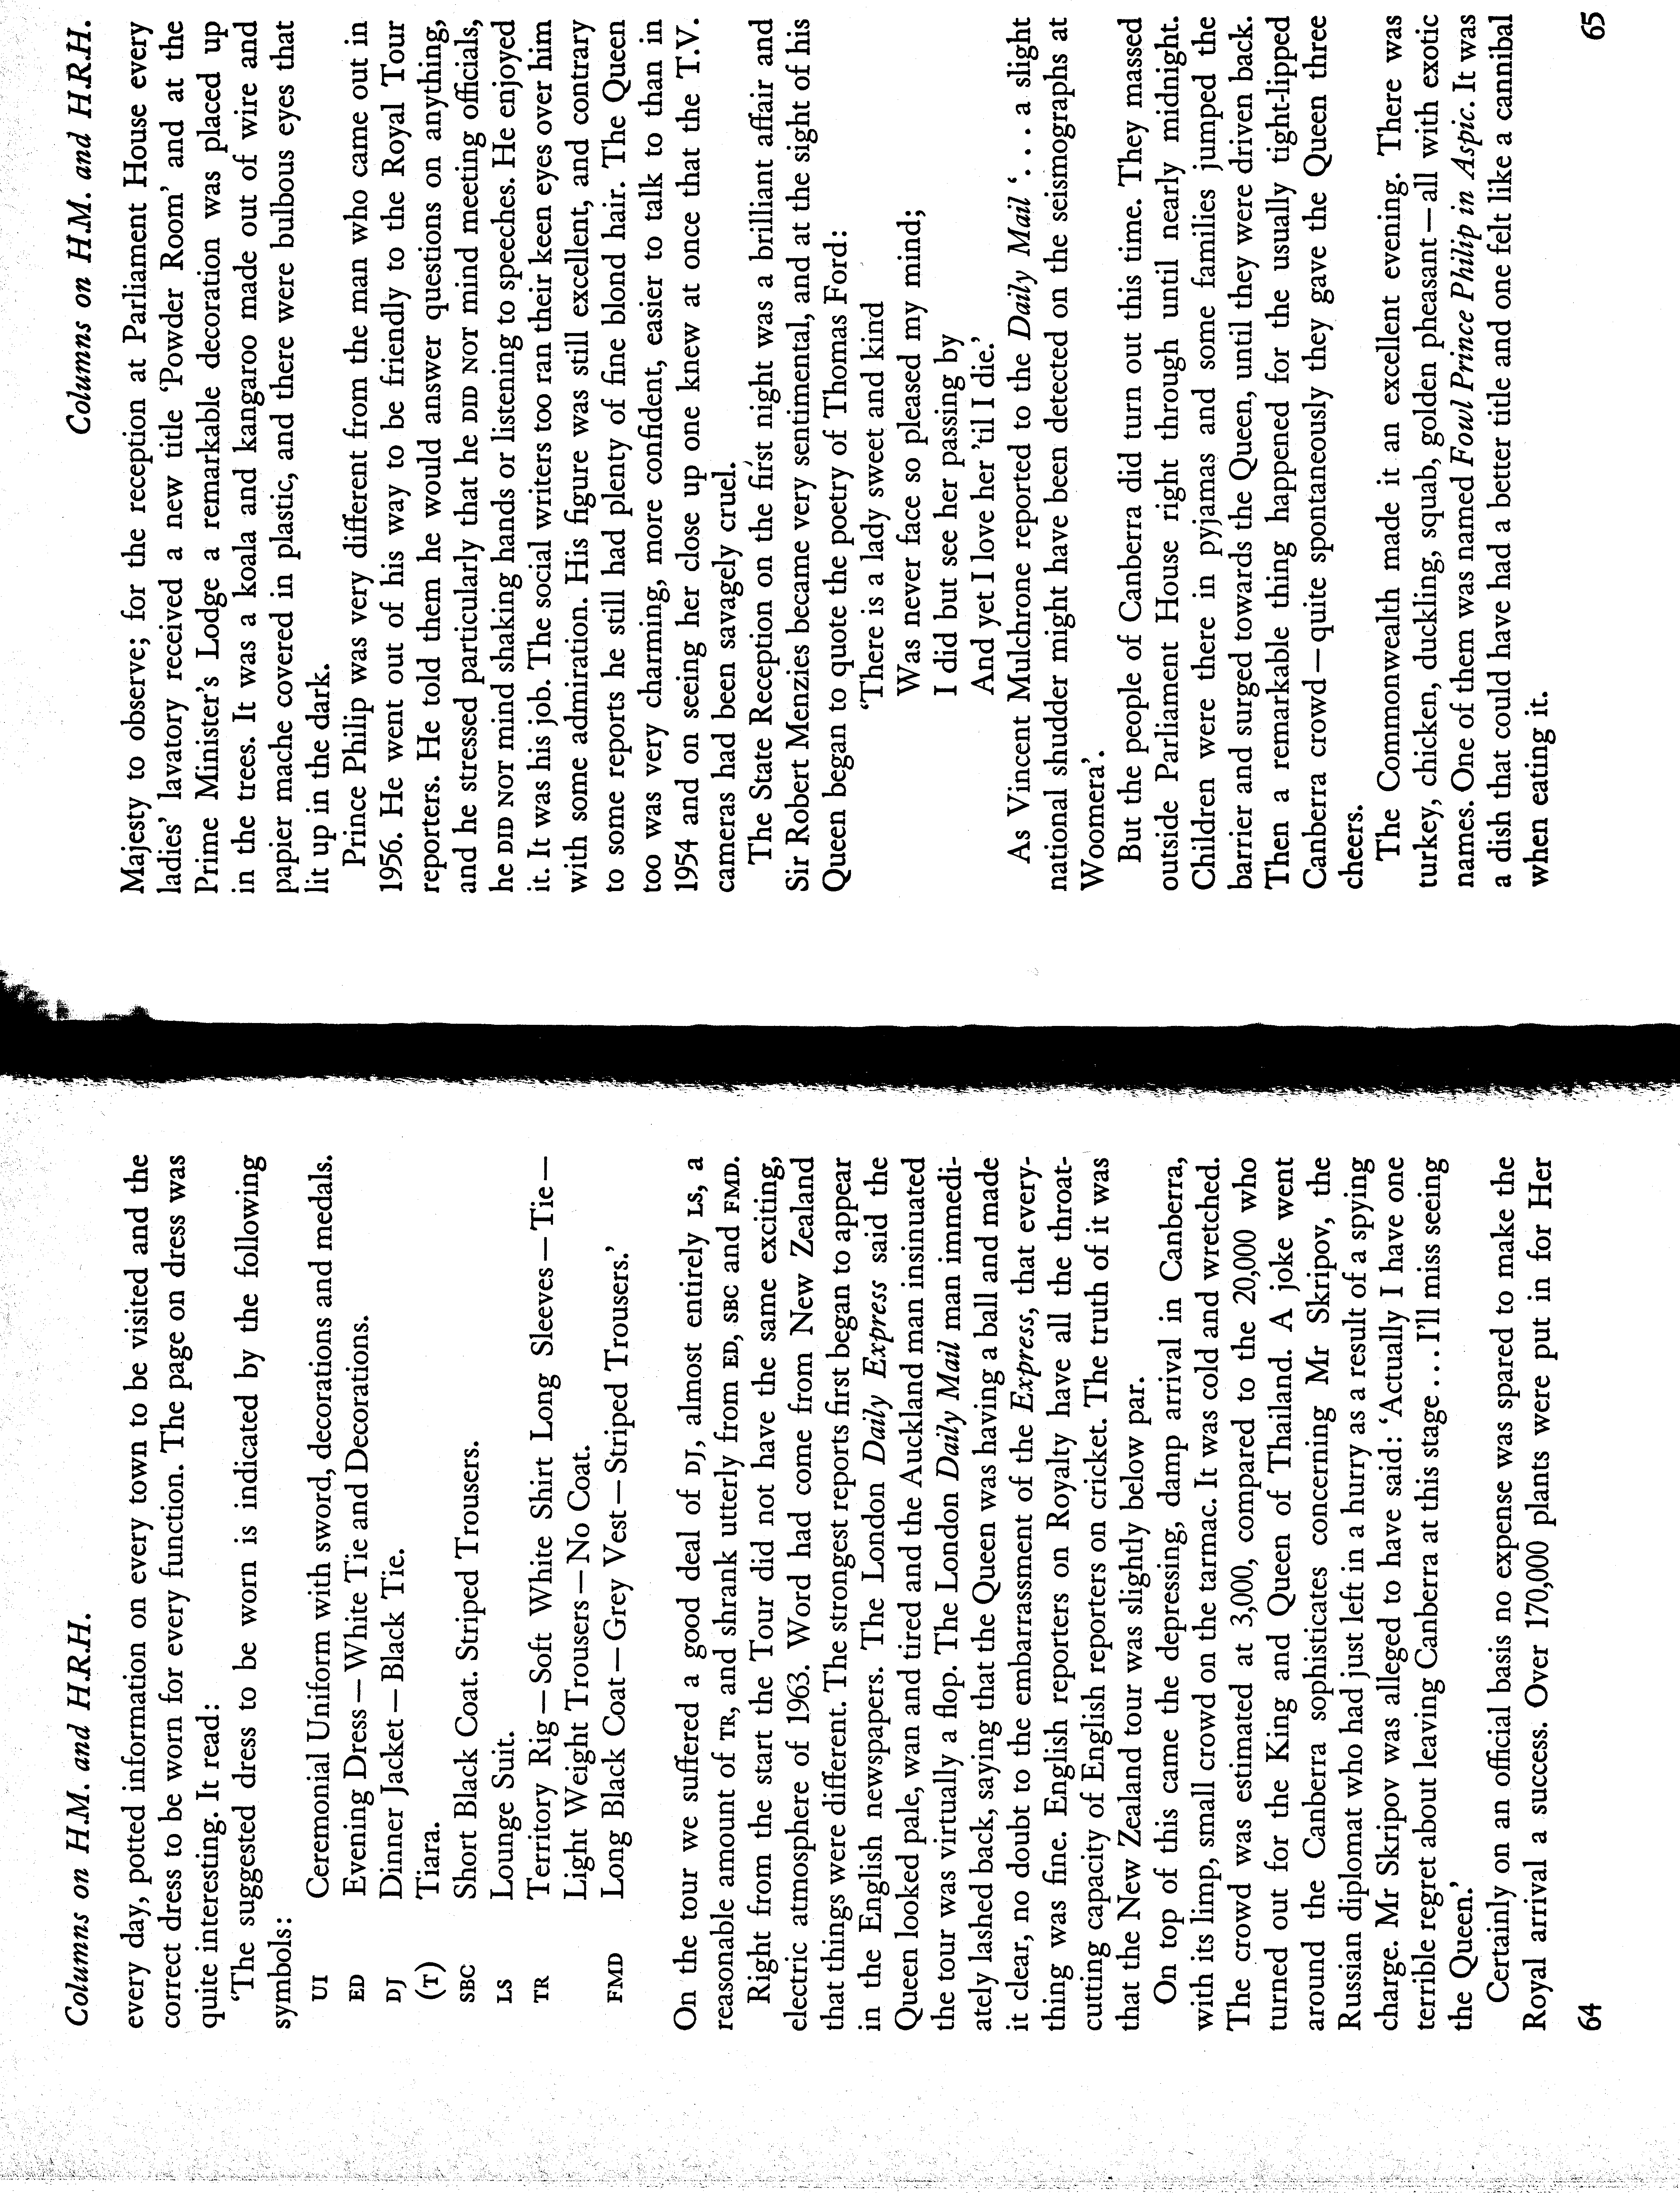 Columns on H.M. and H.R.H.
every day, potted information on every town to be visited and the
correct dress to be worn for every function. The page on dress was
quite interesting. It read:
‘The suggested dress to be worn is indicated by the following
symbols:
UI Ceremonial Uniform with sword, decorations and medals.
ED Evening Dress—White Tie and Decorations.
DJ Dinner Jacket—Black Tie.
(T) Tiara.
SBC Short Black Coat. Striped Trousers.
LS Lounge Suit.
TR Territory Rig—Soft White Shirt Long Sleeves—Tie—
Light Weight Trousers—No Coat.
FMD Long Black Coat—Grey Vest—Striped Trousers.’
On the tour we suffered a good deal of DJ, almost entirely LS, a
reasonable amount of TR, and shrank utterly from ED, SBC and FMD.
Right from the start the Tour did not have the same exciting,
electric atmosphere of 1963. Word had come from New Zealand
that things were different. The strongest reports first began to appear
in the English newspapers. The London Daily Express said the
Queen looked pale, wan and tired and the Auckland man insinuated
the tour was virtually a flop. The London Daily Mail man immedi-
ately lashed back, saying that the Queen was having a ball and made
it clear, no doubt to the embarrassment of the Express, that every-
thing was fine. English reporters on Royalty have all the throat-
cutting capacity of English reporters on cricket. The truth of it was
that the New Zealand tour was slightly below par.
On top of this came the depressing, damp arrival in Canberra,
with its limp, small crowd on the tarmac. It was cold and wretched.
The crowd was estimated at 3,000, compared to the 20,000 who
turned out for the King and Queen of Thailand. A joke went
around the Canberra sophisticates concerning Mr Skripov, the
Russian diplomat who had just left in a hurry as a result of a spying
charge. Mr Skripov was alleged to have said: ‘Actually I have one
terrible regret about leaving Canberra at this stage . . . I’ll miss seeing
the Queen.’
Certainly on an official basis no expense was spared to make the
Royal arrival a success. Over 170,000 plants were put in for Her
64
Columns on H.M. and H.R.H.
Majesty to observe; for the reception at Parliament House every
ladies’ lavatory received a new title ‘Powder Room’ and at the
Prime Minister’s Lodge a remarkable decoration was placed up
in the trees. It was a koala and kangaroo made out of wire and
papier mache covered in plastic, and there were bulbous eyes that
lit up in the dark.
Prince Philip was very different from the man who came out in
1956. He went out of his way to be friendly to the Royal Tour
reporters. He told them he would answer questions on anything,
and he stressed particularly that he DID NOT mind meeting officials,
he DID NOT mind shaking hands or listening to speeches. He enjoyed
it. It was his job. The social writers too ran their keen eyes over him
with some admiration. His figure was still excellent, and contrary
to some reports he still had plenty of fine blond hair. The Queen
too was very charming, more confident, easier to talk to than in
1954 and on seeing her close up one knew at once that the T.V.
cameras had been savagely cruel.
The State Reception on the first night was a brilliant affair and
Sir Robert Menzies became very sentimental, and at the sight of his
Queen began to quote the poetry of Thomas Ford:
‘There is a lady sweet and kind
Was never face so pleased my mind;
I did but see her passing by
And yet I love her ’til I die.’
As Vincent Mulchrone reported to the Daily Mail ‘. . . a slight
national shudder might have been detected on the seismographs at
Woomera’.
But the people of Canberra did turn out this time. They massed
outside Parliament House right through until nearly midnight.
Children were there in pyjamas and some families jumped the
barrier and surged towards the Queen, until they were driven back.
Then a remarkable thing happened for the usually tight-lipped
Canberra crowd—quite spontaneously they gave the Queen three
cheers.
The Commonwealth made it an excellent evening. There was
turkey, chicken, duckling, squab, golden pheasant—all with exotic
names. One of them was named Fowl Prince Philip in Aspic. It was
a dish that could have had a better title and one felt like a cannibal
when eating it.
65